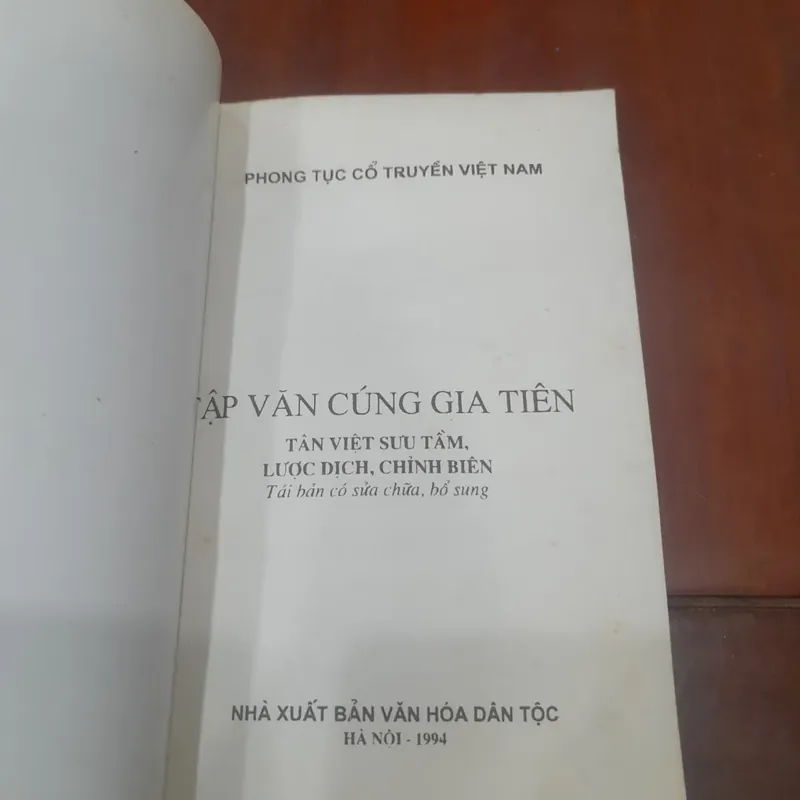 PHONG TỤC CỔ TRUYỀN VIỆT NAM
TẬP VĂN CÚNG GIA TIÊN
TÂN VIỆT SƯU TẦM,
LƯỢC DỊCH, CHỈNH BIÊN
Tái bản có sửa chữa, bổ sung
NHÀ XUẤT BẢN VĂN HÓA DÂN TỘC
HÀ NỘI - 1994